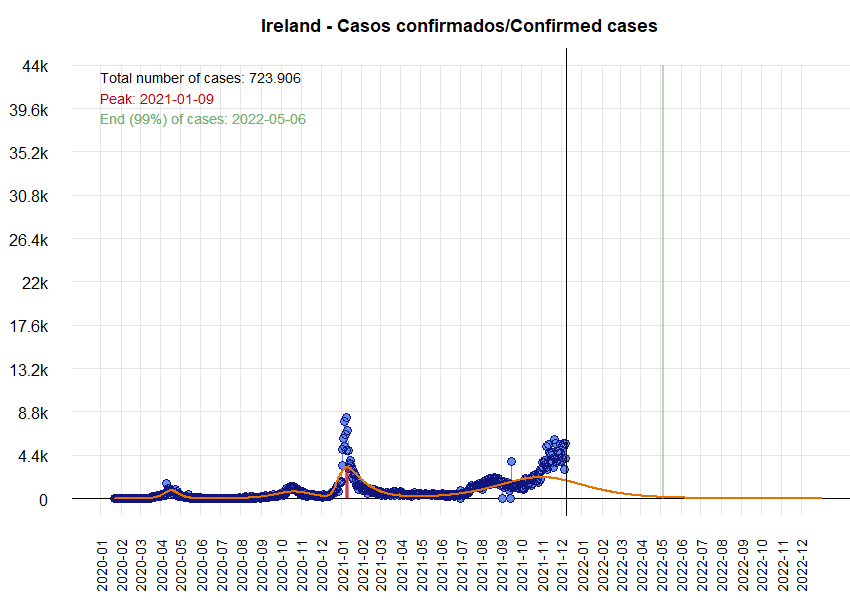 Ireland - Casos confirmados/Confirmed cases
44k
39.6k
35.2k
30.8k
26.4k
22k
17.6k
13.2k
8.8k
4.4k
0
Total number of cases: 723.906
Peak: 2021-01-09
End (99%) of cases: 2022-05-06
2020-01
2020-02
2020-03
2020-04
2020-05
2020-06
2020-07
2020-08
2020-09
2020-10
2020-11
2020-12
2021-01
2021-02
2021-03
2021-04
2021-05
2021-06
2021-07
2021-08
2021-09
2021-10
2021-11
2021-12
2022-01
2022-02
2022-03
2022-04
2022-05
2022-06
2022-07
2022-08
2022-09
2022-10
2022-11
2022-12